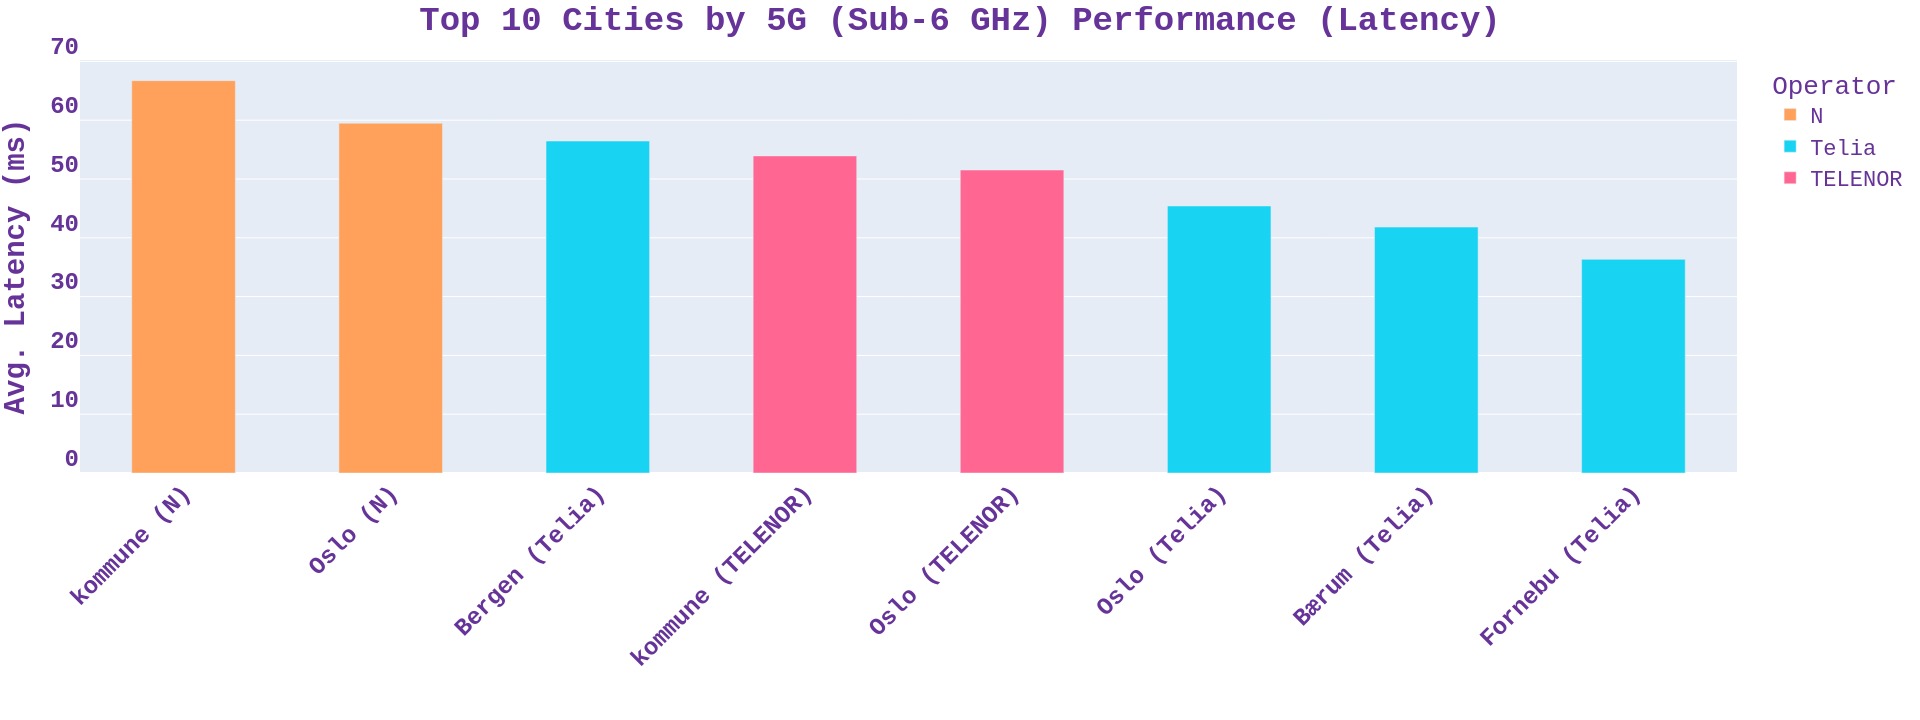 Top 10 Cities by 5G (Sub-6 GHz) Performance (Latency)
Avg. Latency (ms)
70
60
50
40
30
20
10
0
kommune (N)
Oslo (N)
Bergen (Telia)
kommune (TELENOR)
Oslo (TELENOR)
Oslo (Telia)
Bærum (Telia)
Fornebu (Telia)
Operator
N
Telia
TELENOR